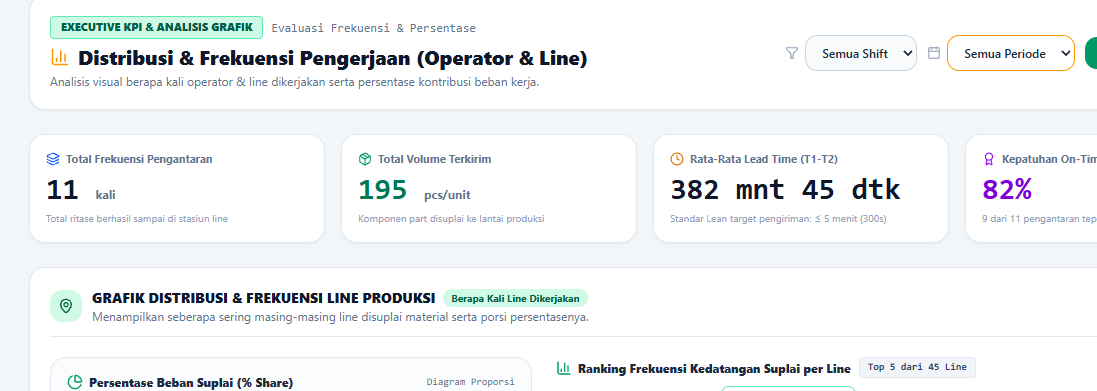 EXECUTIVE KPI & ANALISIS GRAFIK Evaluasi Frekuensi & Persentase
Distribusi & Frekuensi Pengerjaan (Operator & Line)
Analisis visual berapa kali operator & line dikerjakan serta persentase kontribusi beban kerja.
Semua Shift Semua Periode
Total Frekuensi Pengantaran
11 kali
Total ritase berhasil sampai di stasiun line
Total Volume Terkirim
195 pcs/unit
Komponen part disuplai ke lantai produksi
Rata-Rata Lead Time (T1-T2)
382 mnt 45 dtk
Standar Lean target pengiriman: ≤ 5 menit (300s)
Kepatuhan On-Tim
82%
9 dari 11 pengantaran tep
GRAFIK DISTRIBUSI & FREKUENSI LINE PRODUKSI Berapa Kali Line Dikerjakan
Menampilkan seberapa sering masing-masing line disuplai material serta porsi persentasenya.
Persentase Beban Suplai (% Share) Diagram Proporsi
Ranking Frekuensi Kedatangan Suplai per Line Top 5 dari 45 Line